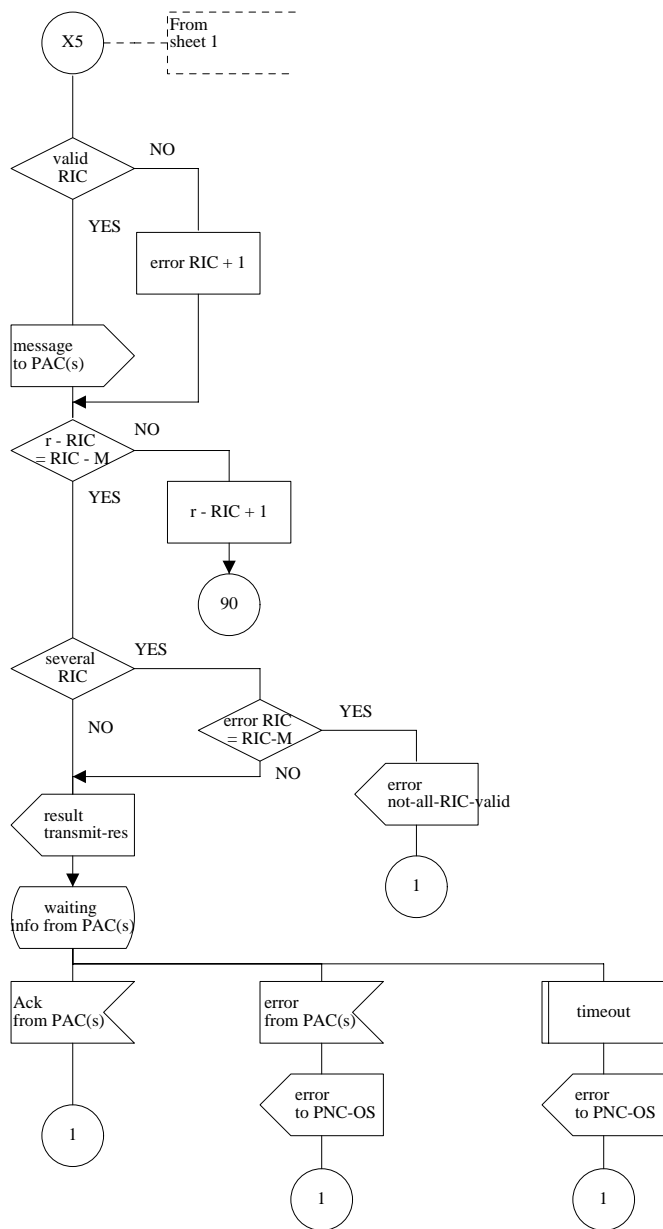 X5
From
sheet 1
valid
RIC
NO
YES
error RIC + 1
message
to PAC(s)
r - RIC
= RIC - M
NO
YES
r - RIC + 1
90
several
RIC
YES
NO
error RIC
= RIC-M
YES
NO
error
not-all-RIC-valid
result
transmit-res
1
waiting
info from PAC(s)
Ack
from PAC(s)
error
from PAC(s)
timeout
error
to PNC-OS
error
to PNC-OS
1
1
1